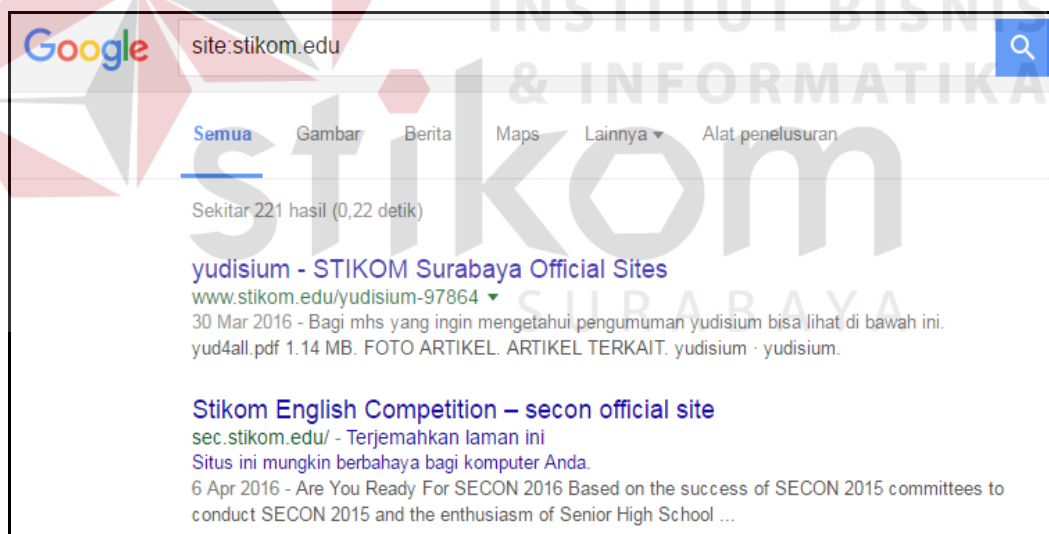 INSTITUT BISNIS
Google site:stikom.edu
& INFORMATIKA
Semua Gambar Berita Maps Lainnya Alat penelusuran
stikom
Sekitar 221 hasil (0,22 detik)
yudisium - STIKOM Surabaya Official Sites
www.stikom.edu/yudisium-97864
SURABAYA
30 Mar 2016 - Bagi mhs yang ingin mengetahui pengumuman yudisium bisa lihat di bawah ini.
yud4all.pdf 1.14 MB. FOTO ARTIKEL. ARTIKEL TERKAIT. yudisium · yudisium.
Stikom English Competition – secon official site
sec.stikom.edu/ - Terjemahkan laman ini
Situs ini mungkin berbahaya bagi komputer Anda.
6 Apr 2016 - Are You Ready For SECON 2016 Based on the success of SECON 2015 committees to
conduct SECON 2015 and the enthusiasm of Senior High School ...